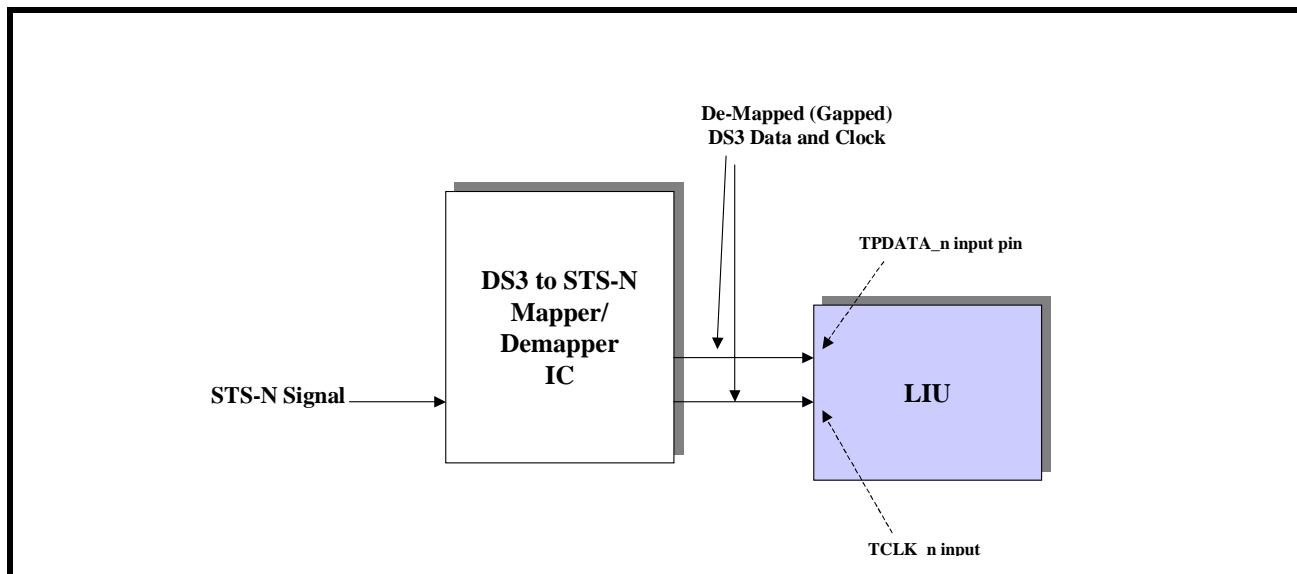 De-Mapped (Gapped)
DS3 Data and Clock
TPDATA_n input pin
DS3 to STS-N
Mapper/
Demapper
IC
STS-N Signal
LIU
TCLK_n input